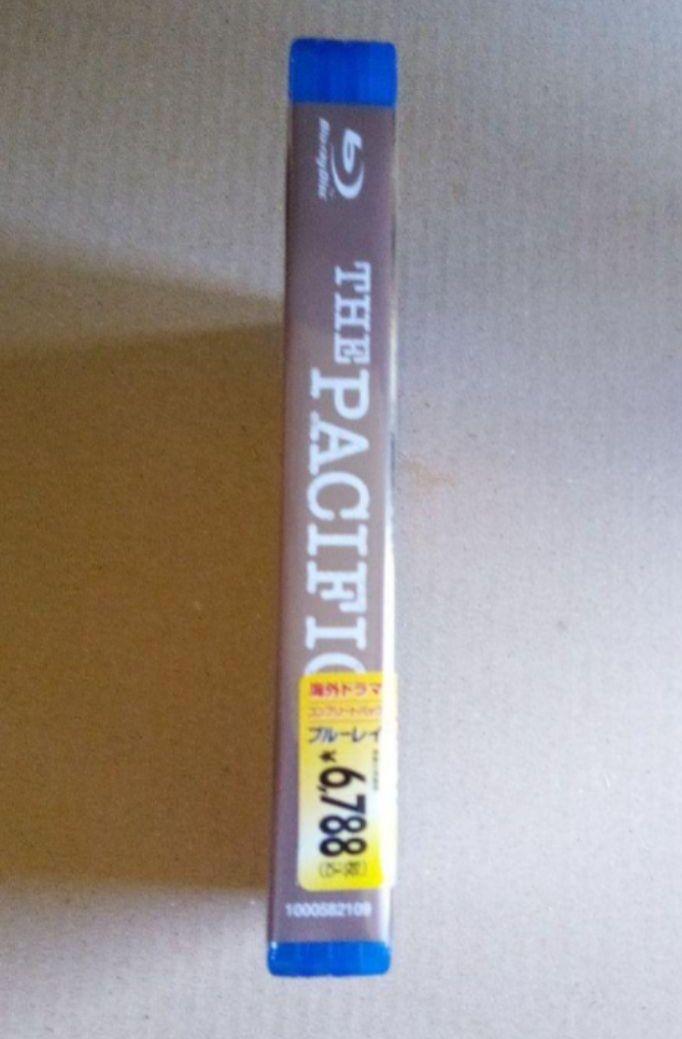 Blu-ray Disc
THE PACIFIC
海外ドラマ
コンプリートパック
ブルーレイ
6,788
1000582109